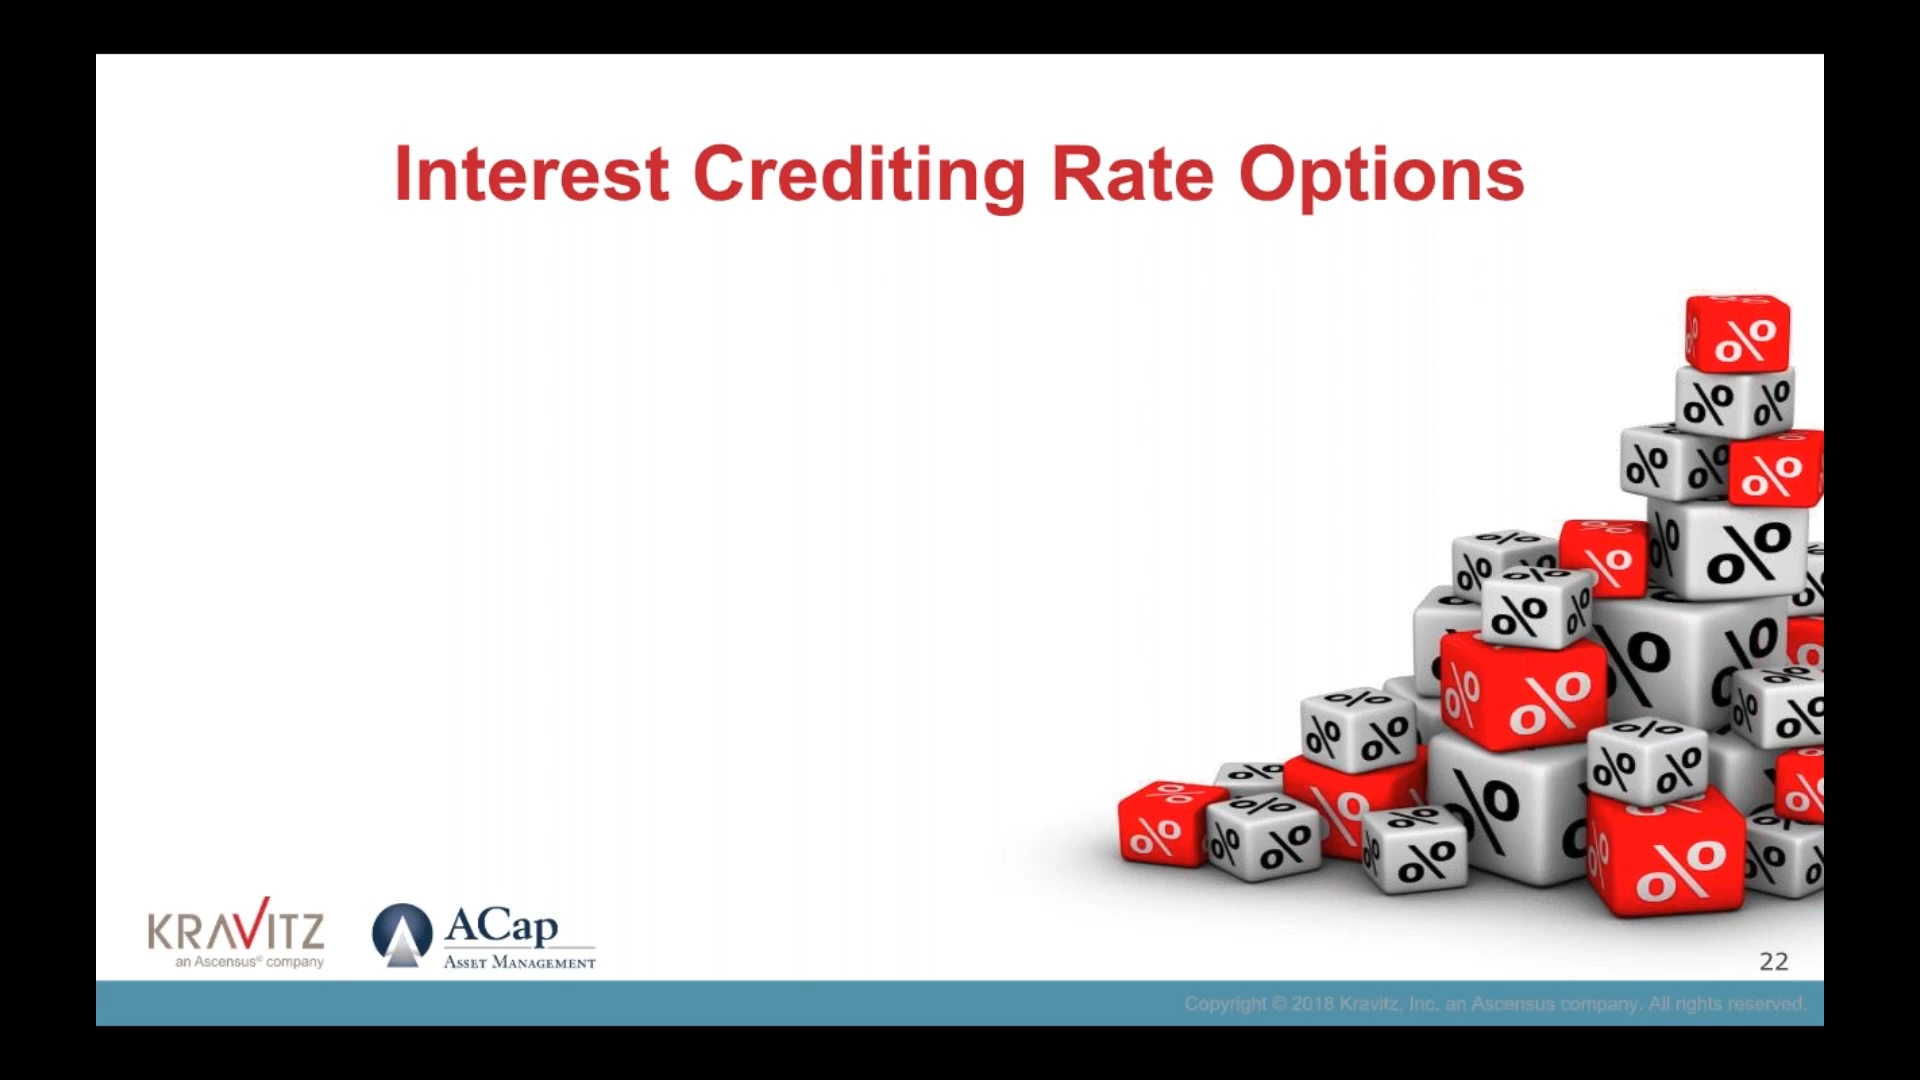 Interest Crediting Rate Options
KRAVITZ
an Ascensus® company
ACap
ASSET MANAGEMENT
22
Copyright © 2018 Kravitz, Inc. an Ascensus company. All rights reserved.